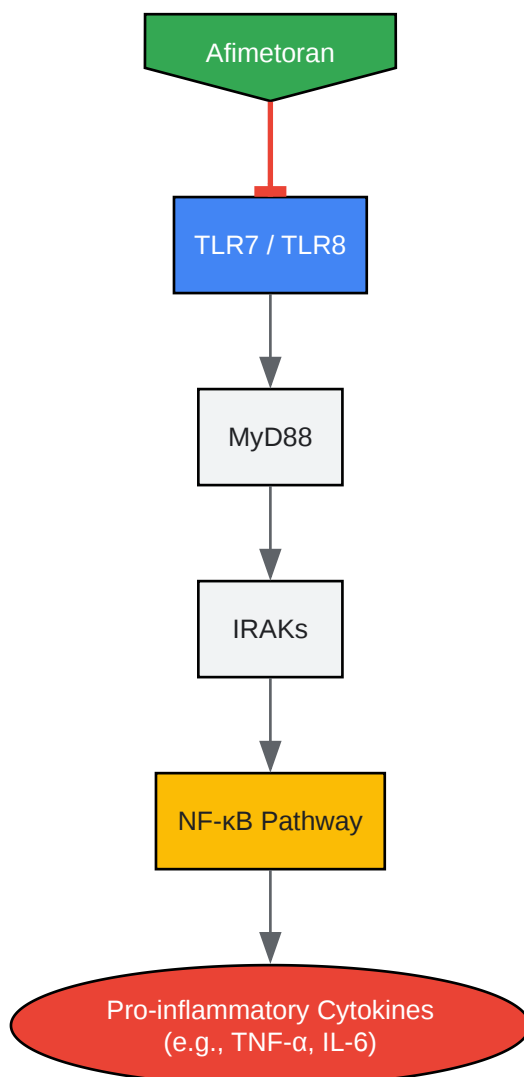 Afimetoran
TLR7 / TLR8
MyD88
IRAKs
NF-κB Pathway
Pro-inflammatory Cytokines
(e.g., TNF-α, IL-6)